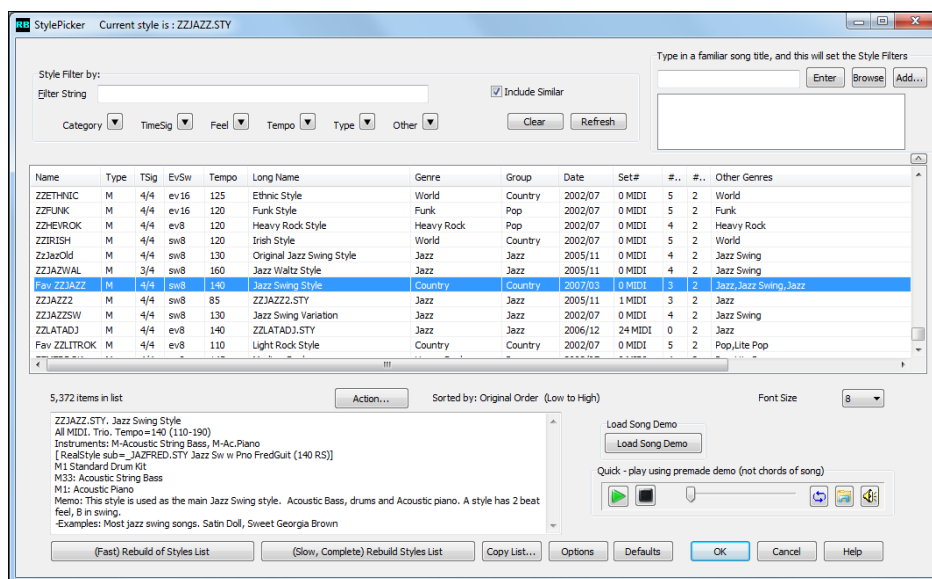 RB StylePicker Current style is : ZZJAZZ.STY
Type in a familiar song title, and this will set the Style Filters
Style Filter by:
Filter String
Include Similar
Enter Browse Add...
Category TimeSig Feel Tempo Type Other Clear Refresh
Name Type TSig EvSw Tempo Long Name Genre Group Date Set# #.. #.. Other Genres
ZZETHNIC M 4/4 ev16 125 Ethnic Style World Country 2002/07 0 MIDI 5 2 World
ZZFUNK M 4/4 ev16 120 Funk Style Funk Pop 2002/07 0 MIDI 5 2 Funk
ZZHEVROK M 4/4 ev8 120 Heavy Rock Style Heavy Rock Pop 2002/07 0 MIDI 4 2 Heavy Rock
ZZIRISH M 4/4 sw8 120 Irish Style World Country 2002/07 0 MIDI 5 2 World
ZzJazOld M 4/4 sw8 130 Original Jazz Swing Style Jazz Jazz 2005/11 0 MIDI 4 2 Jazz Swing
ZZJAZWAL M 3/4 sw8 160 Jazz Waltz Style Jazz Jazz 2005/11 0 MIDI 4 2 Jazz Swing
Fav ZZJAZZ M 4/4 sw8 140 Jazz Swing Style Country Country 2007/03 0 MIDI 3 2 Jazz,Jazz Swing,Jazz
ZZJAZZ2 M 4/4 sw8 85 ZZJAZZ2.STY Jazz Jazz 2005/11 1 MIDI 3 2 Jazz
ZZJAZZSW M 4/4 sw8 130 Jazz Swing Variation Jazz Jazz 2002/07 0 MIDI 4 2 Jazz Swing
ZZLATADJ M 4/4 ev8 140 ZZLATADJ.STY Jazz Jazz 2006/12 24 MIDI 0 2 Jazz
Fav ZZLITROK M 4/4 ev8 110 Light Rock Style Country Country 2002/07 0 MIDI 5 2 Pop,Lite Pop
5,372 items in list Action... Sorted by: Original Order (Low to High) Font Size 8
ZZJAZZ.STY. Jazz Swing Style
All MIDI. Trio. Tempo=140 (110-190)
Instruments: M-Acoustic String Bass, M-Ac.Piano
[ RealStyle sub=_JAZFRED.STY Jazz Sw w Pno FredGuit (140 RS)]
M1 Standard Drum Kit
M33: Acoustic String Bass
M1: Acoustic Piano
Memo: This style is used as the main Jazz Swing style. Acoustic Bass, drums and Acoustic piano. A style has 2 beat
feel, B in swing.
-Examples: Most jazz swing songs. Satin Doll, Sweet Georgia Brown
Load Song Demo
Load Song Demo
Quick - play using premade demo (not chords of song)
(Fast) Rebuild of Styles List (Slow, Complete) Rebuild Styles List Copy List... Options Defaults OK Cancel Help